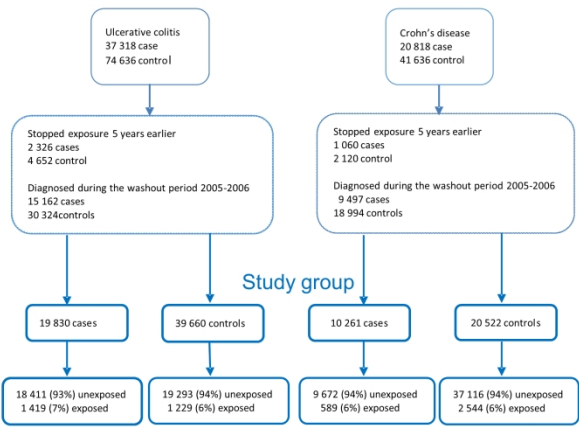 Ulcerative colitis
37 318 case
74 636 control
Crohn's disease
20 818 case
41 636 control
Stopped exposure 5 years earlier
2 326 cases
4 652 control
Diagnosed during the washout period 2005-2006
15 162 cases
30 324controls
Stopped exposure 5 years earlier
1 060 cases
2 120 control
Diagnosed during the washout period 2005-2006
9 497 cases
18 994 controls
Study group
19 830 cases
39 660 controls
10 261 cases
20 522 controls
18 411 (93%) unexposed
1 419 (7%) exposed
19 293 (94%) unexposed
1 229 (6%) exposed
9 672 (94%) unexposed
589 (6%) exposed
37 116 (94%) unexposed
2 544 (6%) exposed